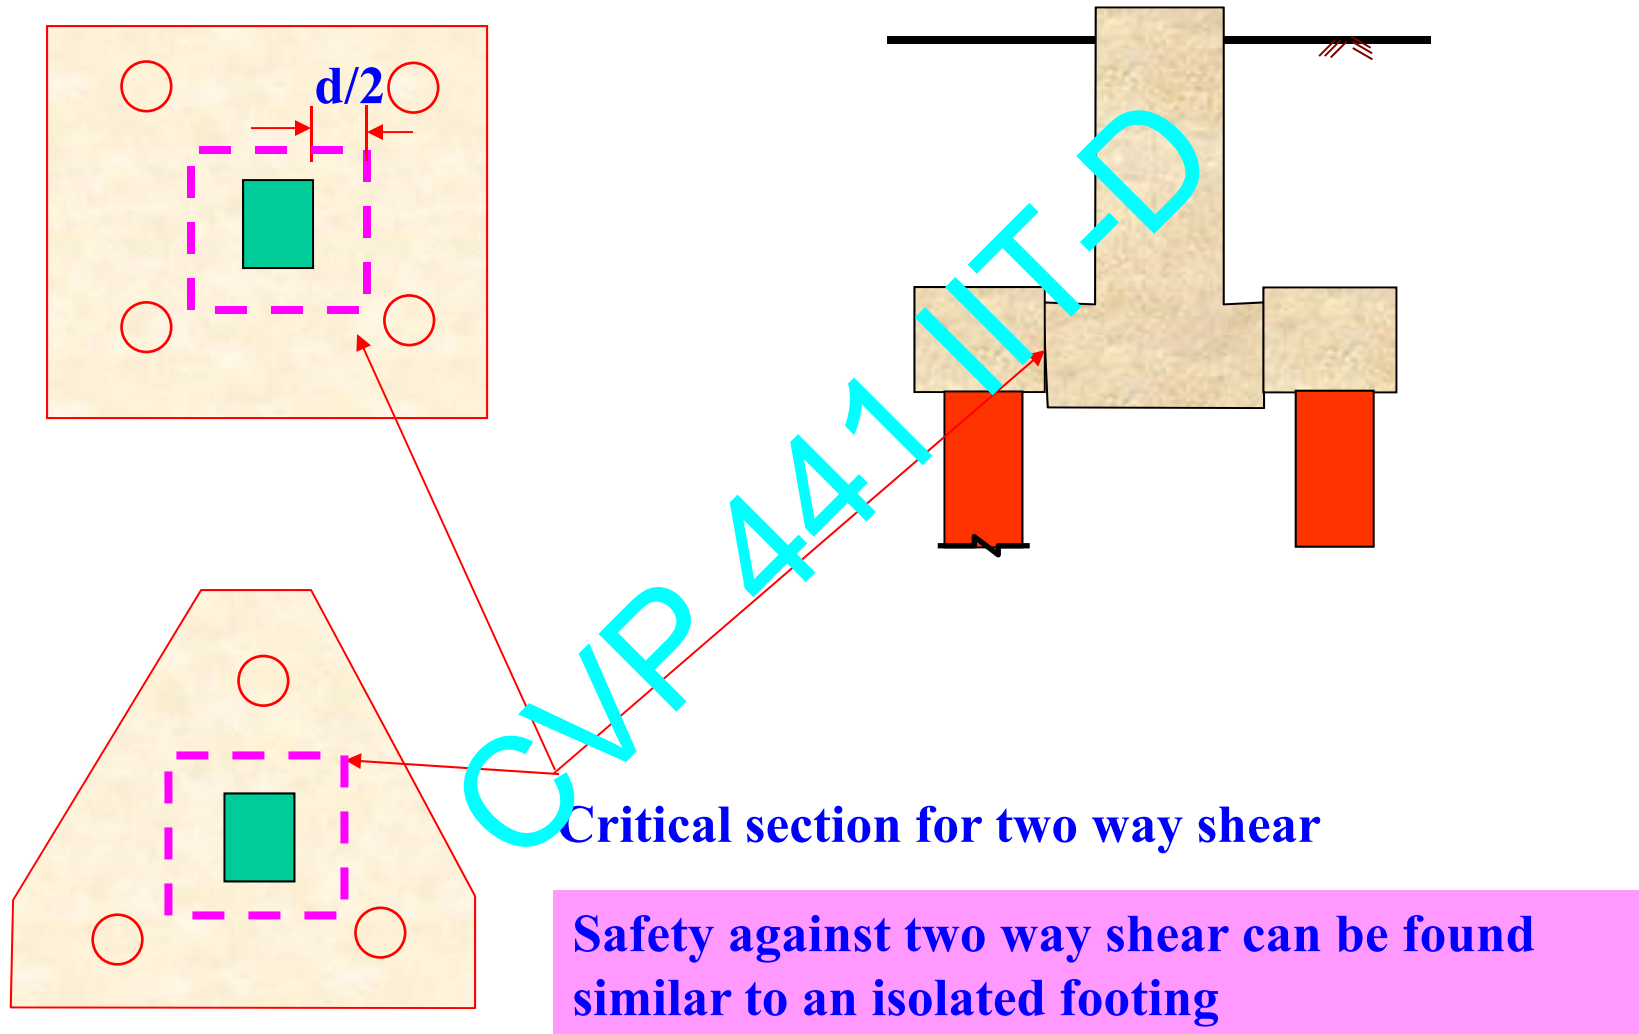 d/2
CVP 441 IIT-D
Critical section for two way shear
Safety against two way shear can be found
similar to an isolated footing